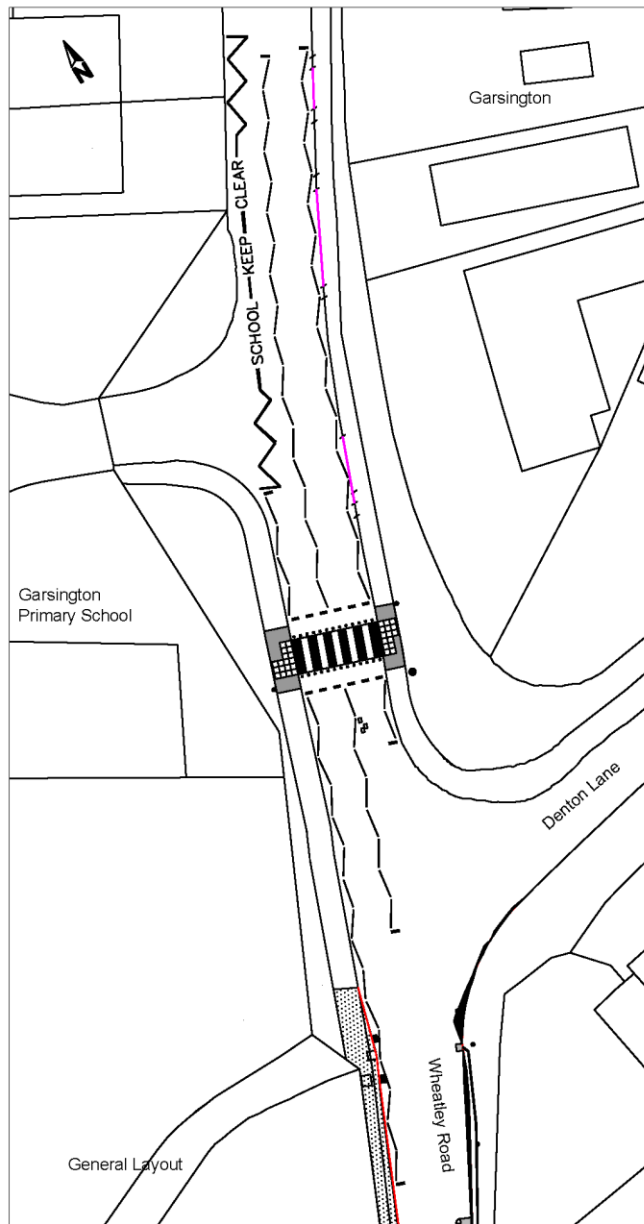 N
Garsington
SCHOOL KEEP CLEAR
Garsington
Primary School
Denton Lane
Wheatley Road
General Layout